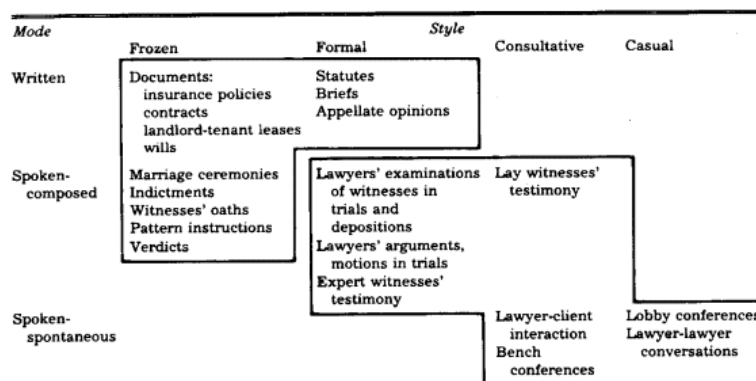 Mode Style
Frozen Formal Consultative Casual
Written Documents: Statutes
insurance policies Briefs
contracts Appellate opinions
landlord-tenant leases
wills
Spoken- Marriage ceremonies Lawyers' examinations Lay witnesses'
composed Indictments of witnesses in testimony
Witnesses' oaths trials and
Pattern instructions depositions
Verdicts Lawyers' arguments,
motions in trials
Expert witnesses'
testimony
Spoken- Lawyer-client Lobby conferences
spontaneous interaction Lawyer-lawyer
Bench conversations
conferences